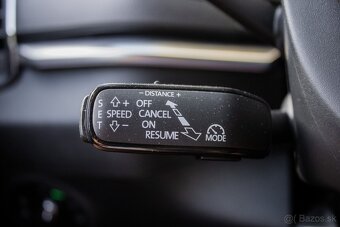 − DISTANCE +
S + OFF
E SPEED CANCEL
T − ON
RESUME
MODE
© Bazos.sk